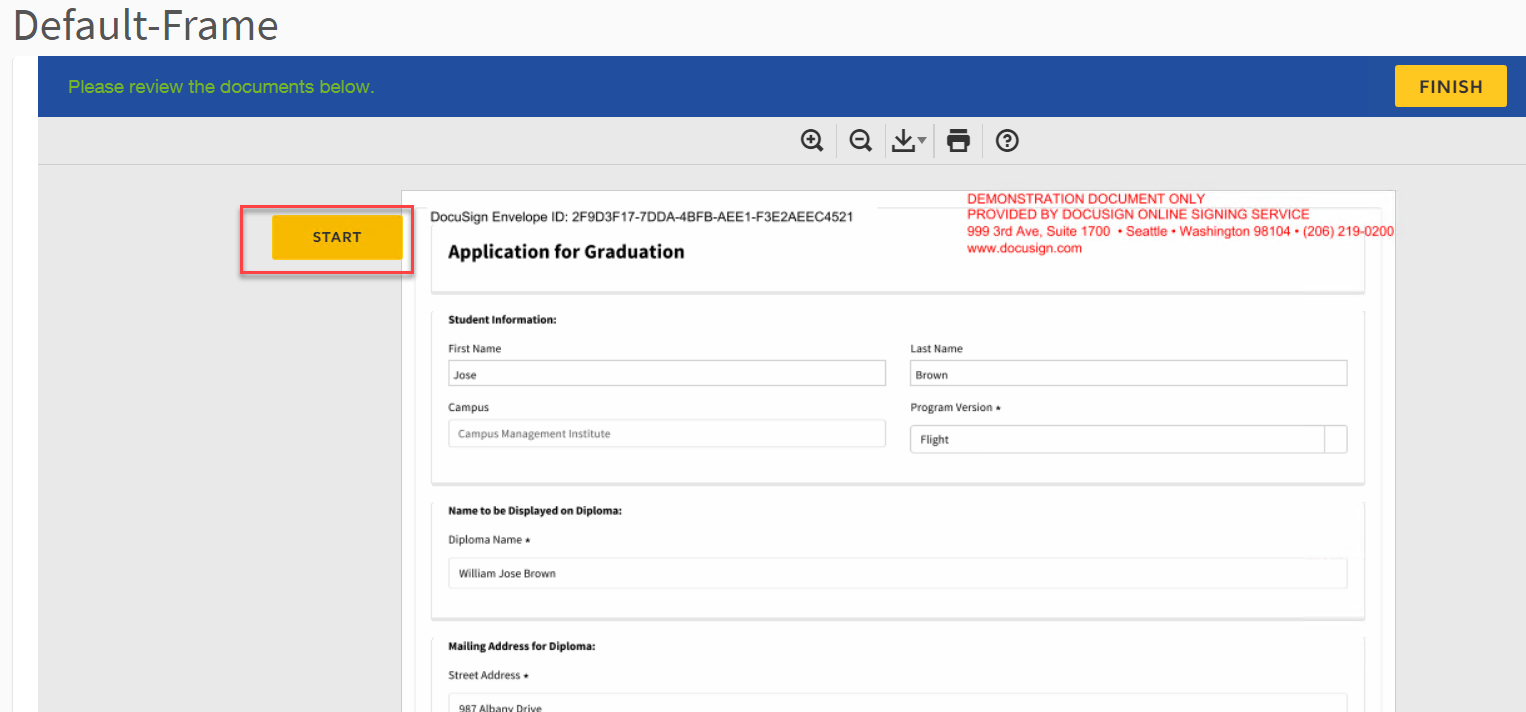 Default-Frame
Please review the documents below.
FINISH
START
DocuSign Envelope ID: 2F9D3F17-7DDA-4BFB-AEE1-F3E2AEEC4521
DEMONSTRATION DOCUMENT ONLY
PROVIDED BY DOCUSIGN ONLINE SIGNING SERVICE
999 3rd Ave, Suite 1700 • Seattle • Washington 98104 • (206) 219-0200
www.docusign.com
Application for Graduation
Student Information:
First Name
Last Name
Jose
Brown
Campus
Program Version *
Campus Management Institute
Flight
Name to be Displayed on Diploma:
Diploma Name *
William Jose Brown
Mailing Address for Diploma:
Street Address *
987 Albany Drive